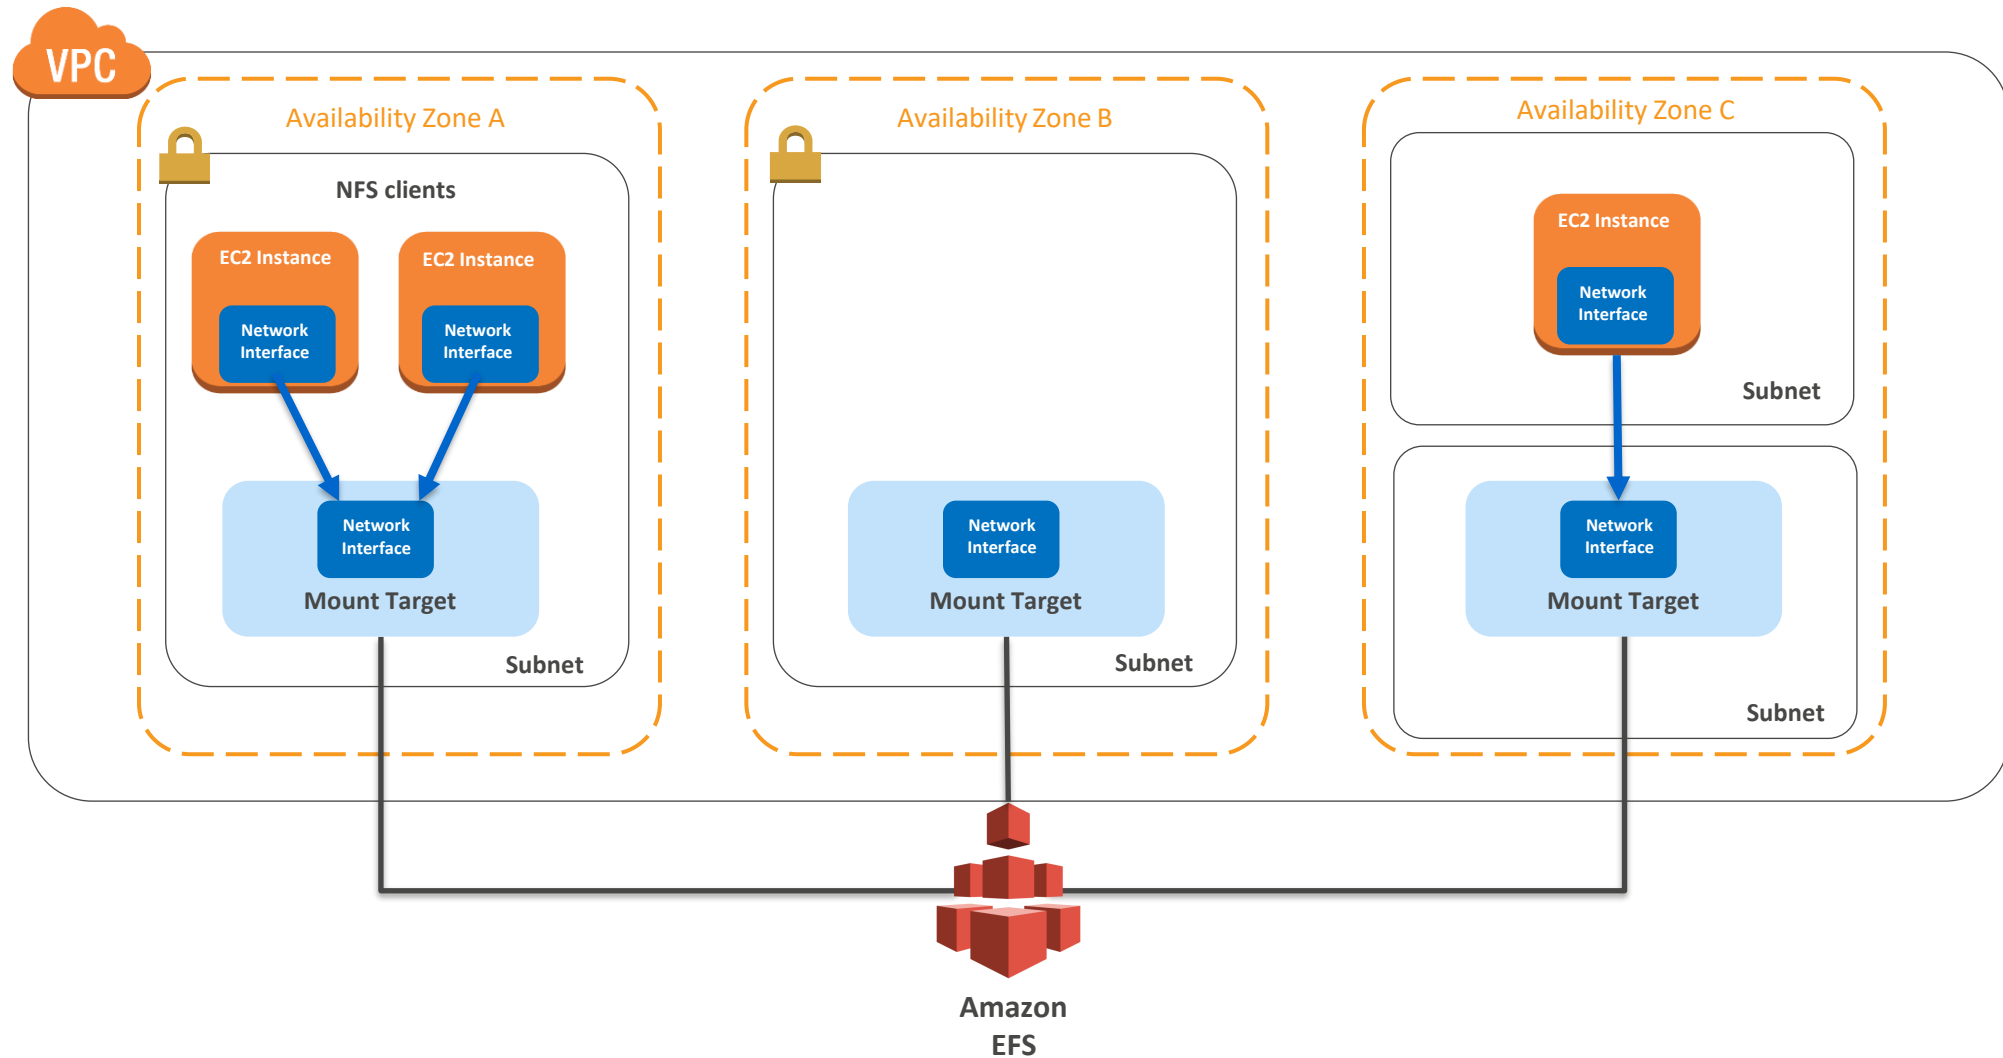 VPC
Availability Zone A
NFS clients
EC2 Instance
Network
Interface
EC2 Instance
Network
Interface
Network
Interface
Mount Target
Subnet
Availability Zone B
Network
Interface
Mount Target
Subnet
Availability Zone C
EC2 Instance
Network
Interface
Subnet
Network
Interface
Mount Target
Subnet
Amazon
EFS